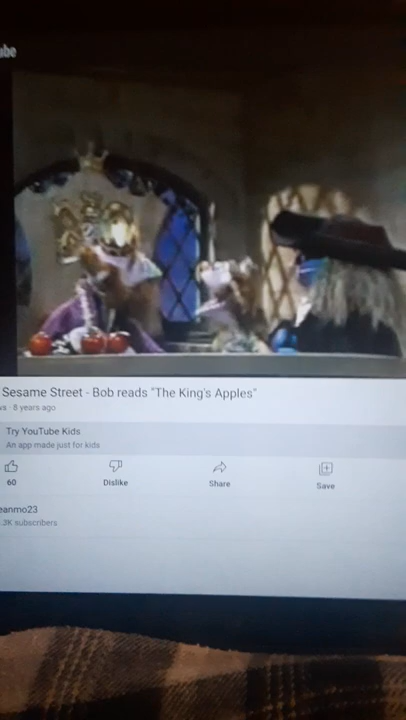 ube
Sesame Street - Bob reads "The King's Apples"
ws · 8 years ago
Try YouTube Kids
An app made just for kids
60
Dislike
Share
Save
eanmo23
3K subscribers